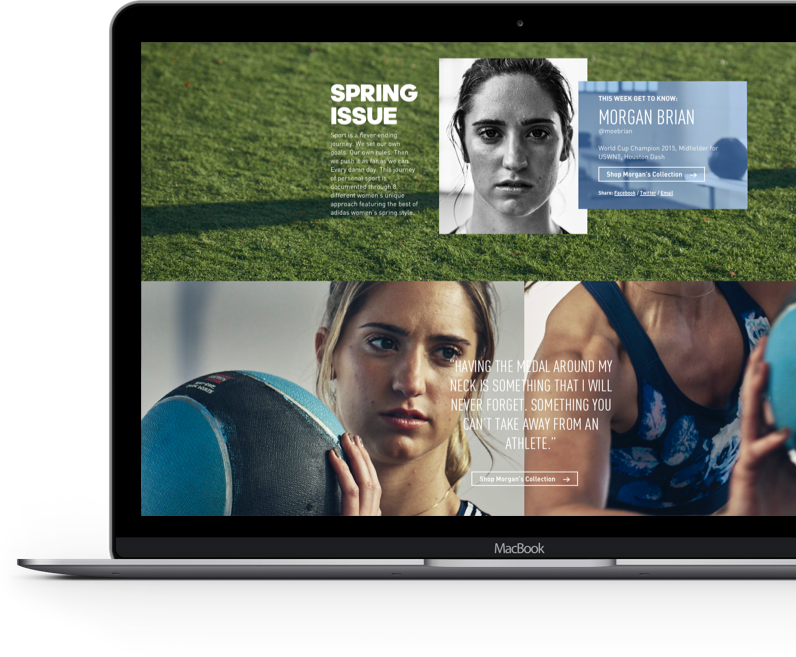 SPRING
ISSUE
Sport is a never-ending
journey. We set our own
goals. Our own rules. Then
we push it as far as we can.
Every damn day. This journey
of personal sport is
documented through 8
different women's unique
approach featuring the best of
adidas women's spring style.
THIS WEEK GET TO KNOW:
MORGAN BRIAN
@moebrian
World Cup Champion 2015, Midfielder for
USWNT, Houston Dash
Shop Morgan's Collection →
Share: Facebook / Twitter / Email
"HAVING THE MEDAL AROUND MY
NECK IS SOMETHING THAT I WILL
NEVER FORGET. SOMETHING YOU
CAN'T TAKE AWAY FROM AN
ATHLETE."
Shop Morgan's Collection →
MacBook